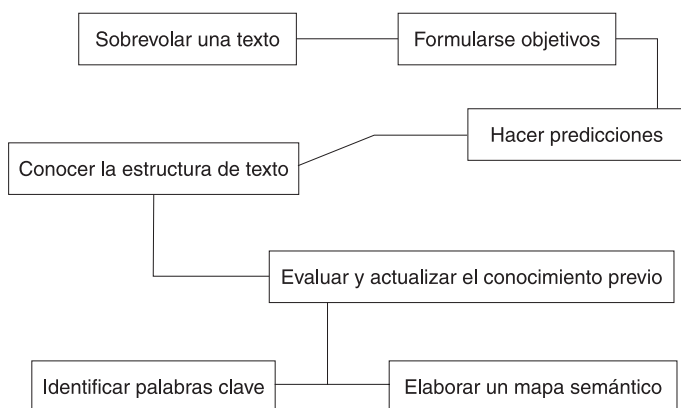 Sobrevolar una texto
Formularse objetivos
Hacer predicciones
Conocer la estructura de texto
Evaluar y actualizar el conocimiento previo
Identificar palabras clave
Elaborar un mapa semántico